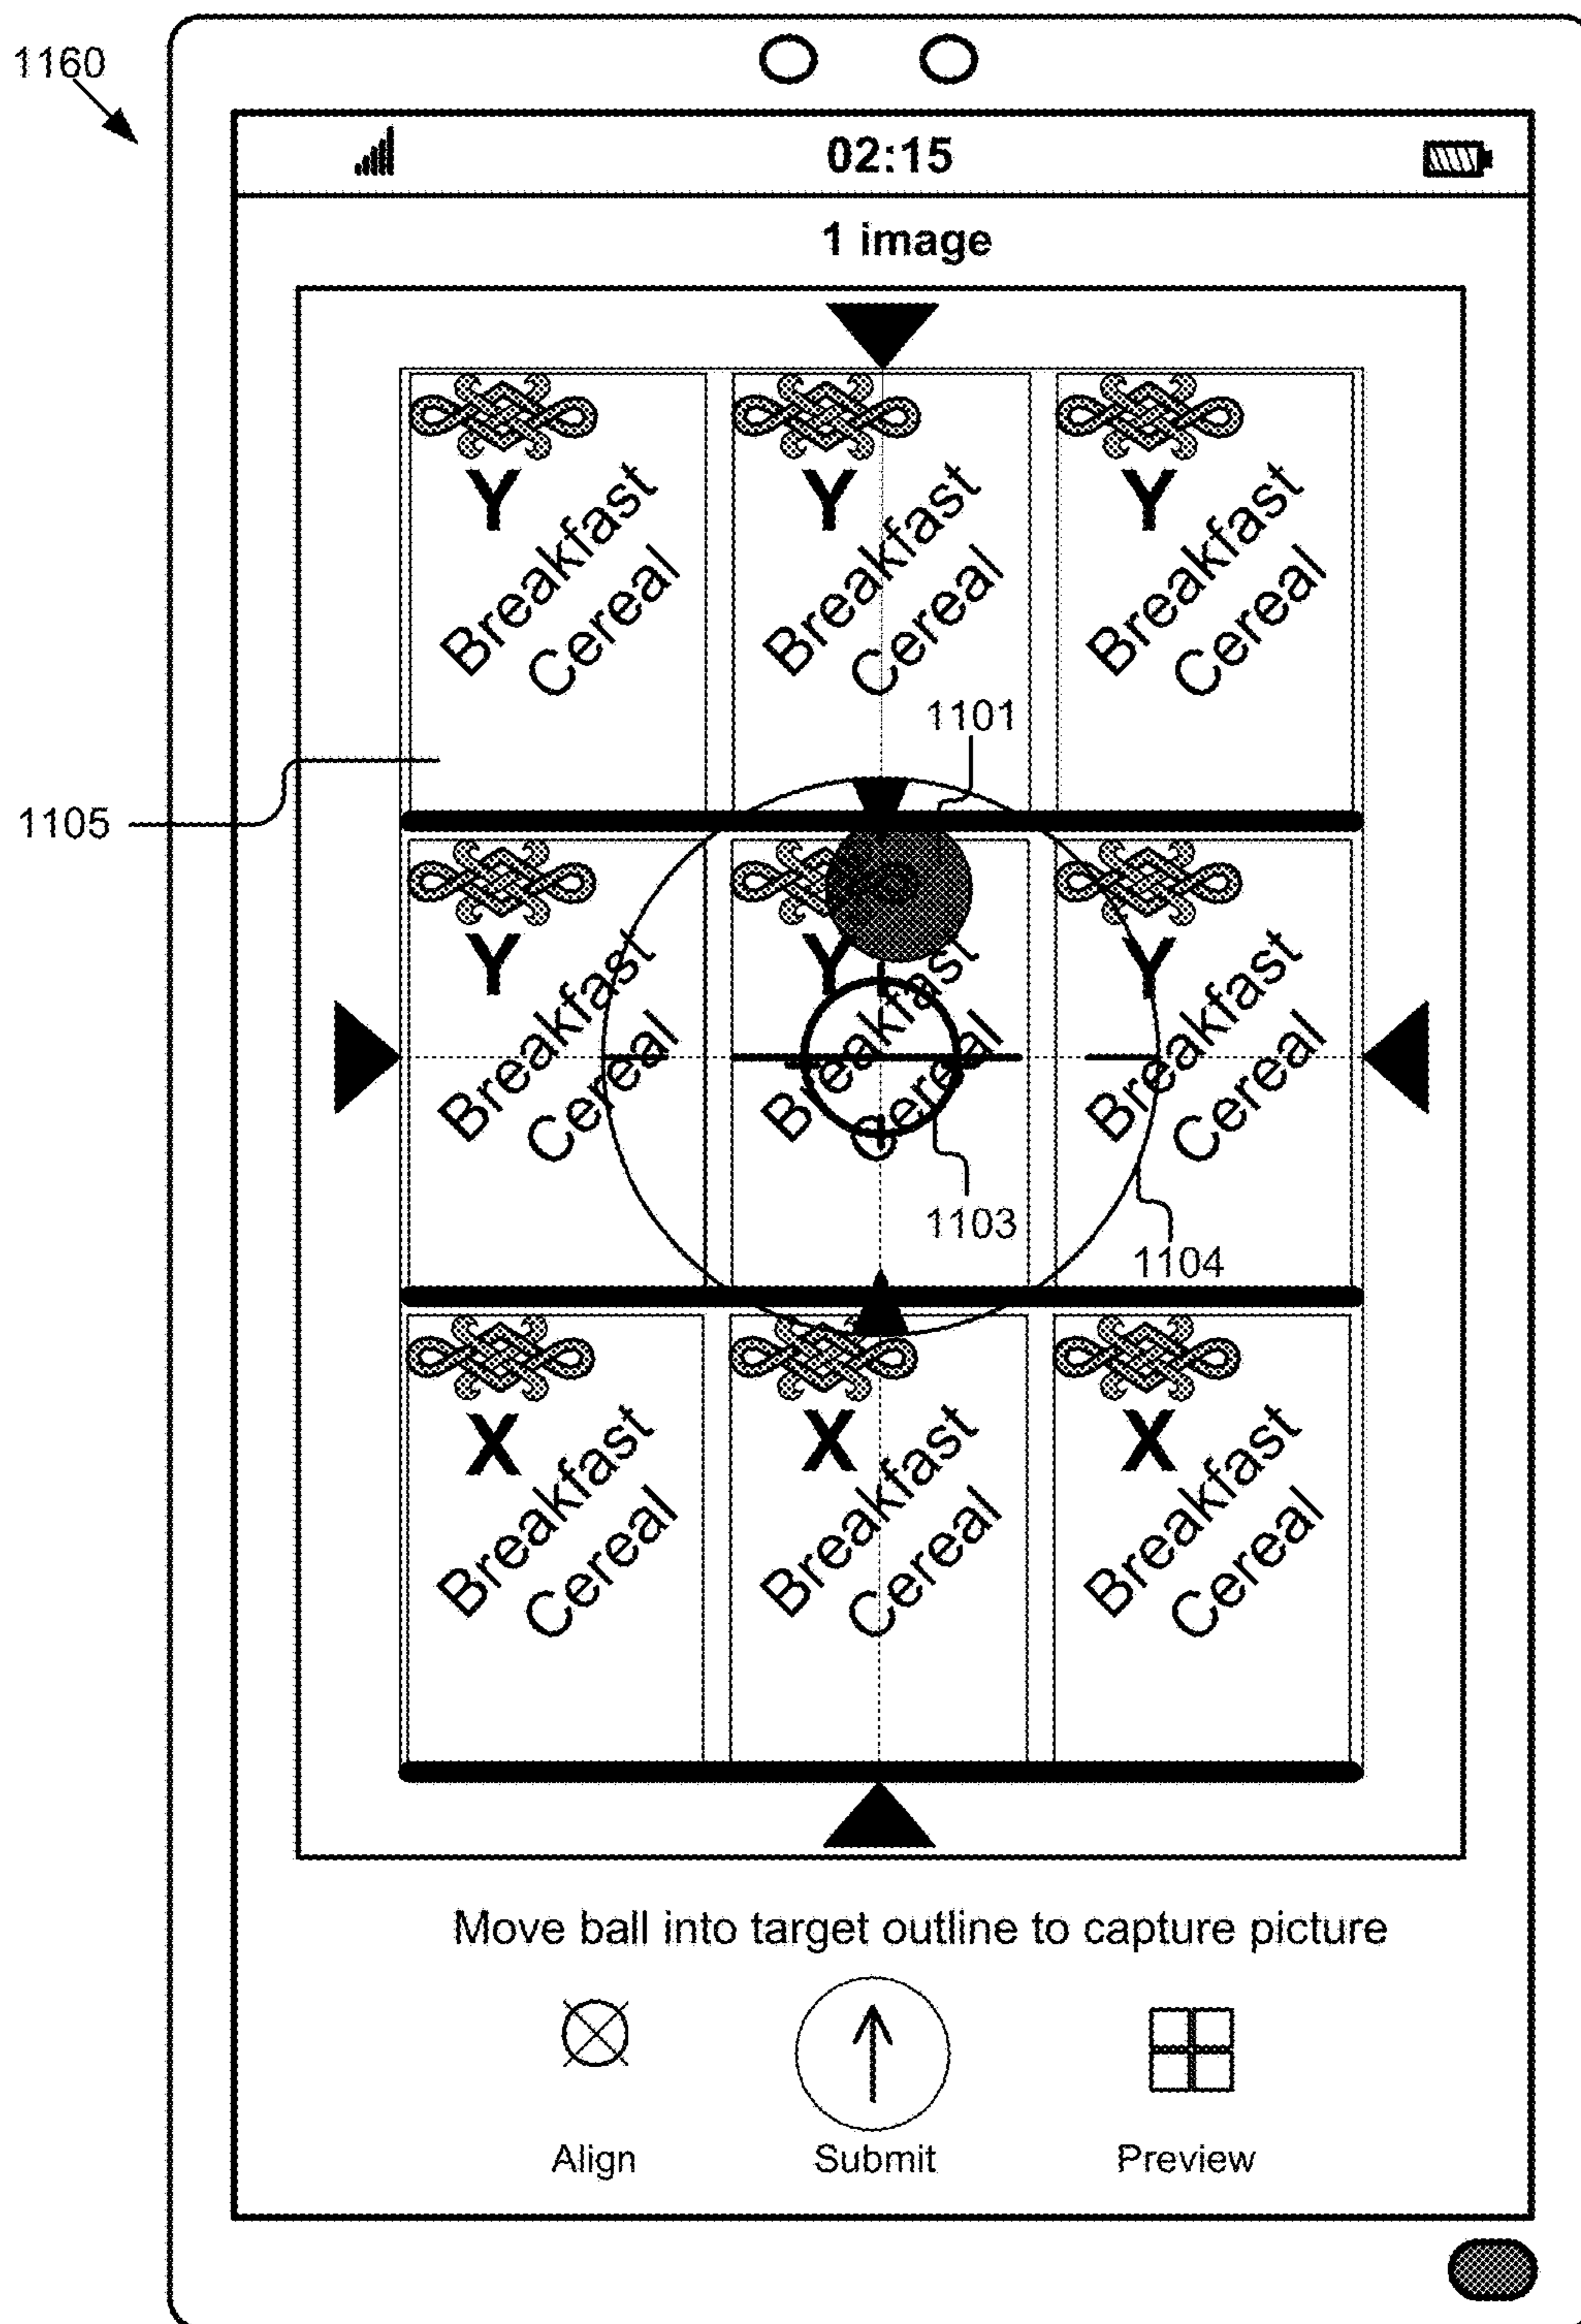 1160
02:15
1 image
Y Y Y
Breakfast Breakfast Breakfast
Cereal Cereal Cereal
1101
1105
Y Y Y
Breakfast Breakfast Breakfast
Cereal Cereal Cereal
1103
1104
X X X
Breakfast Breakfast Breakfast
Cereal Cereal Cereal
Move ball into target outline to capture picture
Align Submit Preview